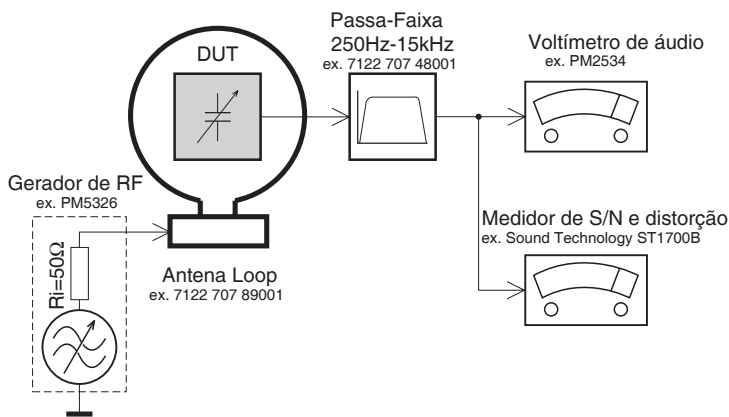 Passa-Faixa
250Hz-15kHz
ex. 7122 707 48001
DUT
Voltímetro de áudio
ex. PM2534
Gerador de RF
ex. PM5326
Ri=50Ω
Antena Loop
ex. 7122 707 89001
Medidor de S/N e distorção
ex. Sound Technology ST1700B